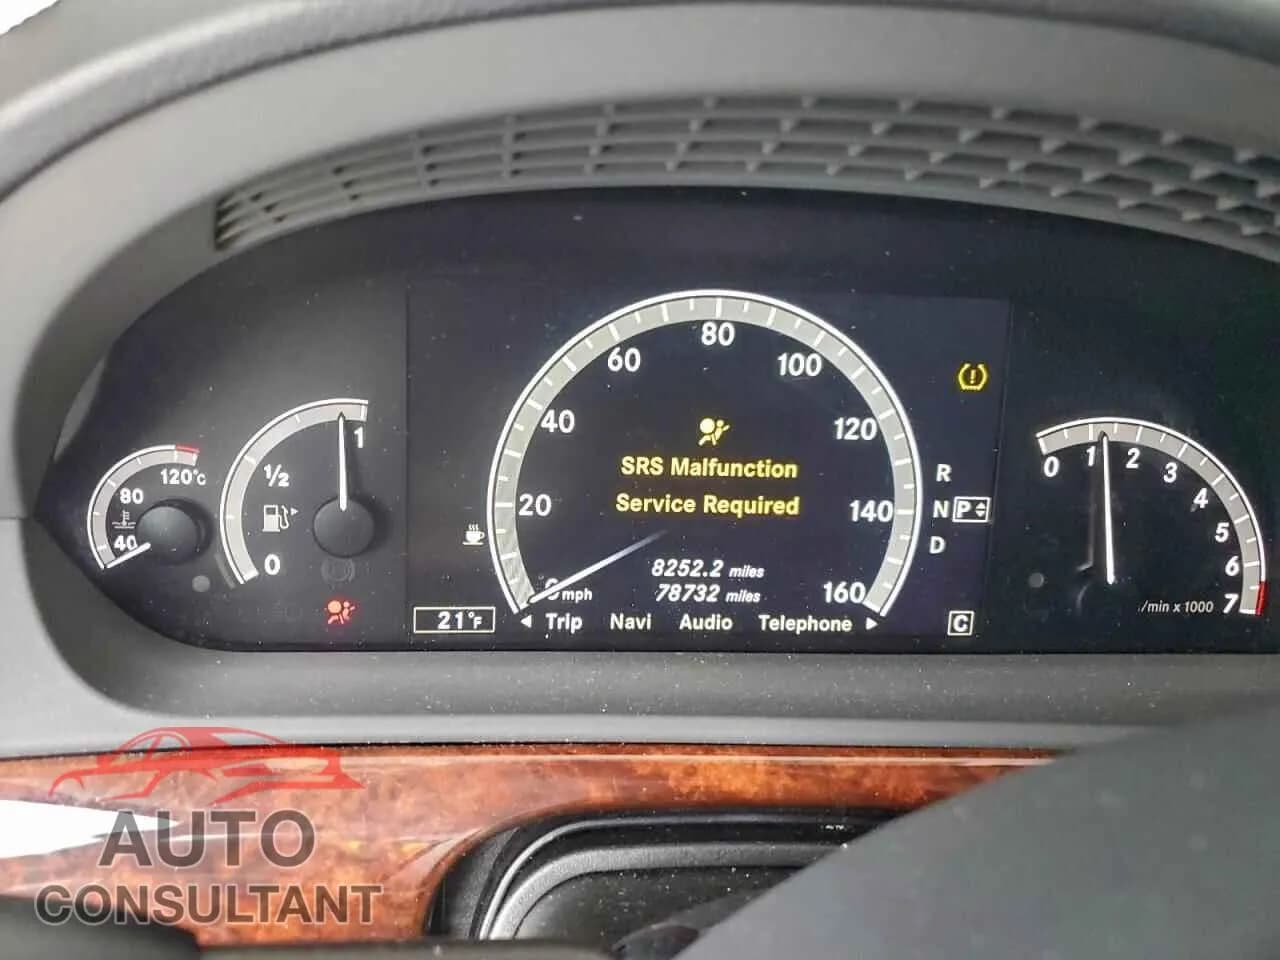 80
60
100
40
120
1
½
120°C
80
SRS Malfunction
R
0
1
2
3
4
5
6
7
20
Service Required
140
N
P
40
D
0
8252.2 miles
0 mph
78732 miles
160
/min x 1000
21°F
Trip Navi Audio Telephone
C
AUTO
CONSULTANT